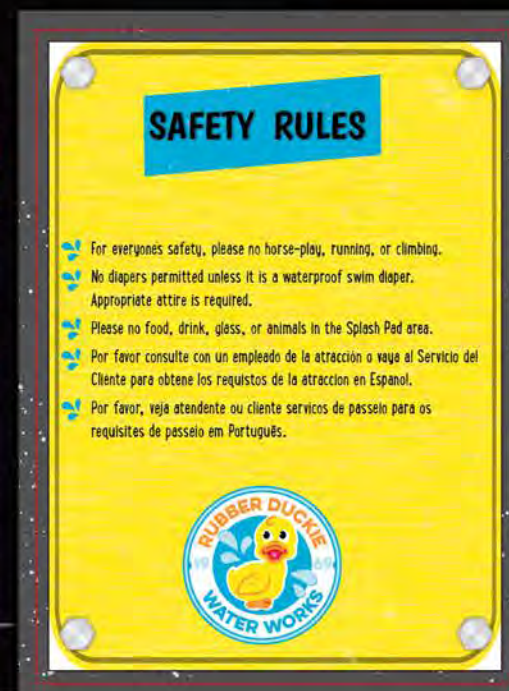 SAFETY RULES
For everyones safety, please no horse-play, running, or climbing.
No diapers permitted unless it is a waterproof swim diaper.
Appropriate attire is required.
Please no food, drink, glass, or animals in the Splash Pad area.
Por favor consulte con un empleado de la atracción o vaya al Servicio del
Cliente para obtene los requistos de la atraccion en Espanol.
Por favor, veja atendente ou cliente servicos de passeio para os
requisites de passeio em Português.
RUBBER DUCKIE
19 69
WATER WORKS